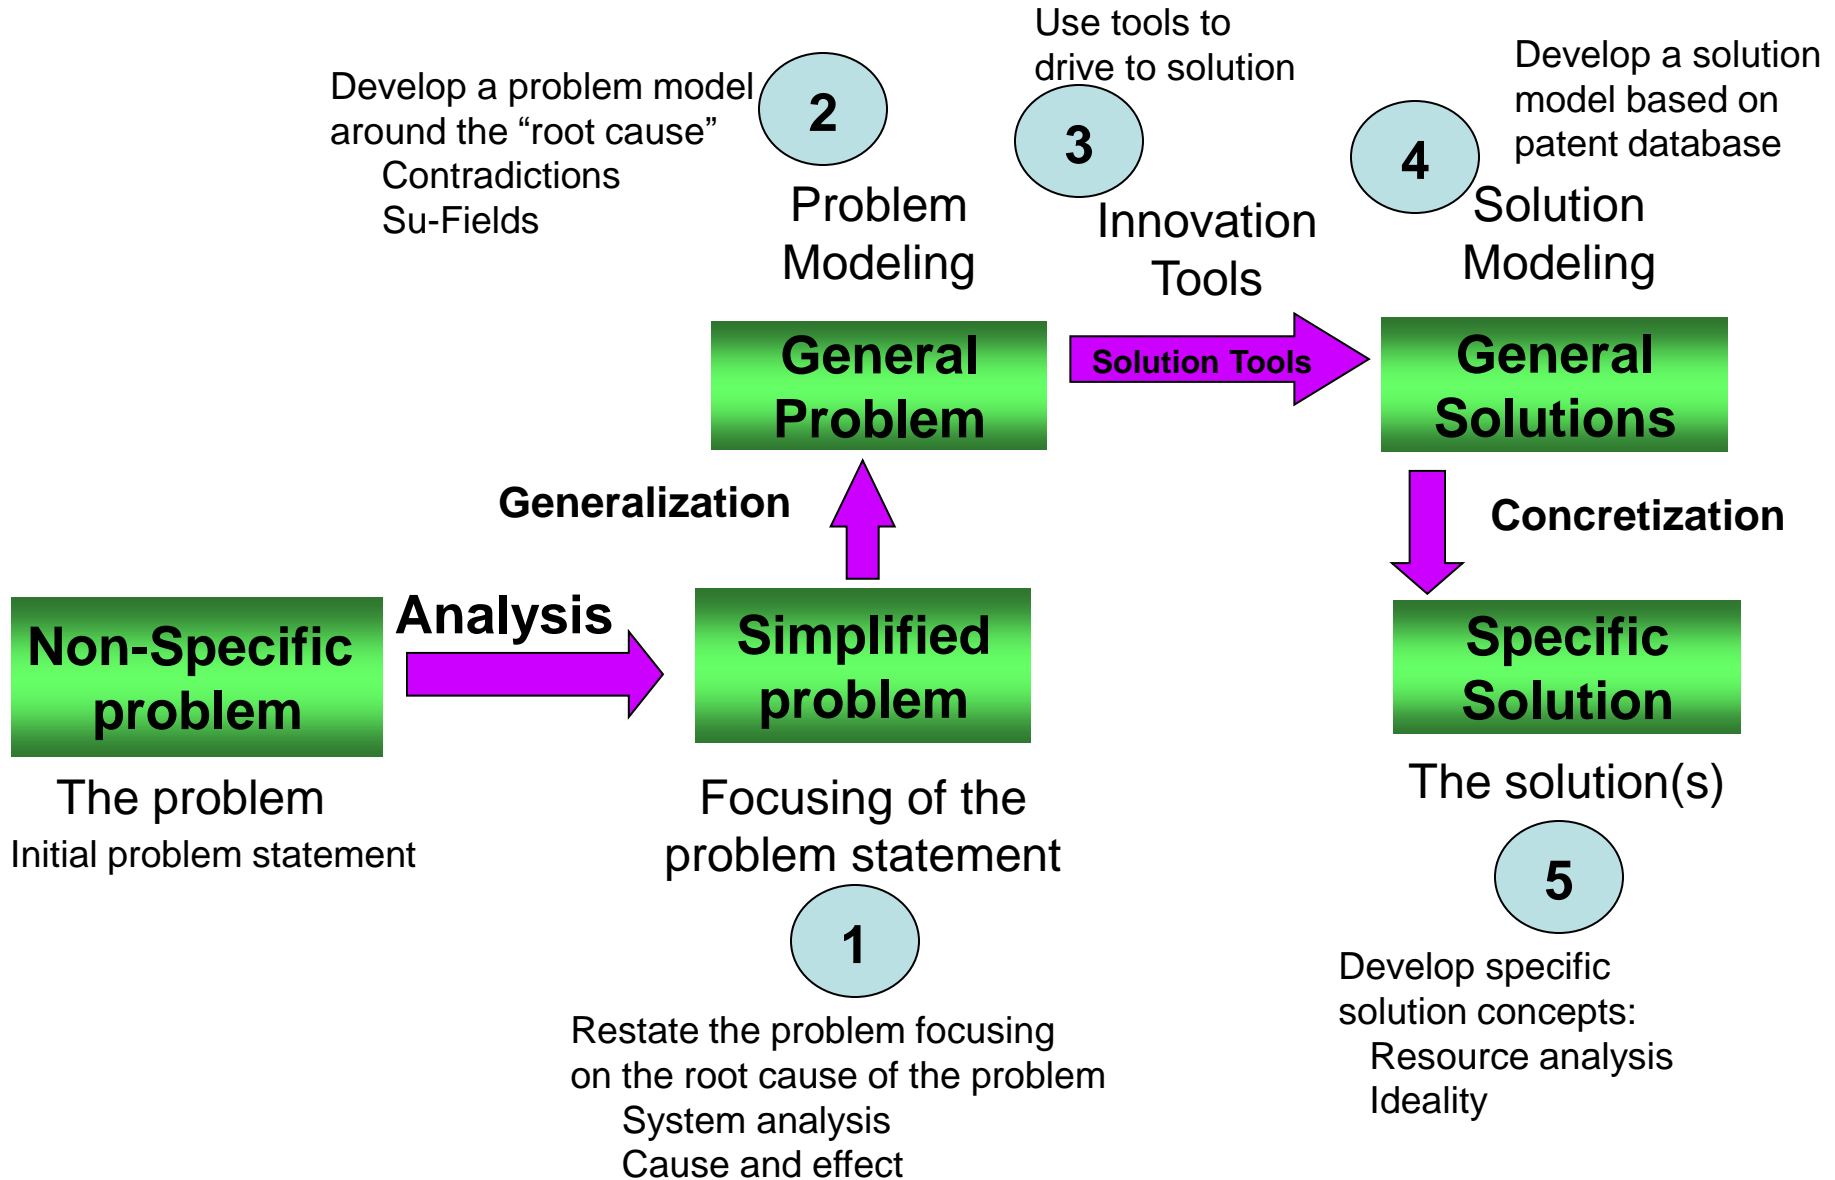 Use tools to
drive to solution
Develop a solution
model based on
patent database
Develop a problem model
around the “root cause”
Contradictions
Su-Fields
2
3
4
Problem
Modeling
Innovation
Tools
Solution
Modeling
General
Problem
Solution Tools
General
Solutions
Generalization
Concretization
Non-Specific
problem
Analysis
Simplified
problem
Specific
Solution
The problem
Initial problem statement
Focusing of the
problem statement
The solution(s)
1
5
Restate the problem focusing
on the root cause of the problem
System analysis
Cause and effect
Develop specific
solution concepts:
Resource analysis
Ideality